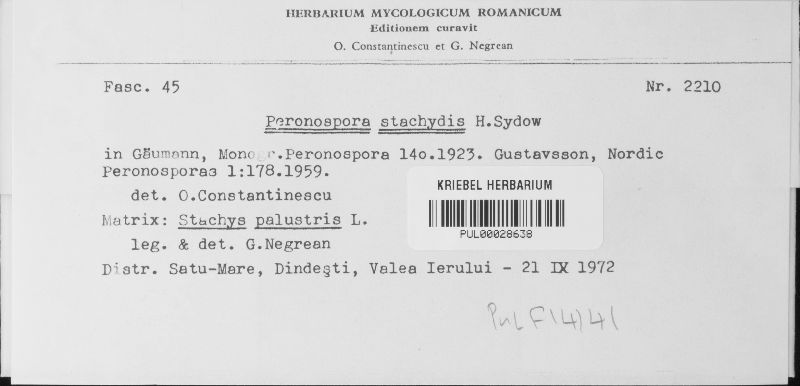 HERBARIUM MYCOLOGICUM ROMANICUM
Editionem curavit
O. Constantinescu et G. Negrean
Fasc. 45 Nr. 2210
Peronospora stachydis H.Sydow
in Gäumann, Monogr.Peronospora 14o.1923. Gustavsson, Nordic
Peronosporas 1:178.1959.
det. O.Constantinescu
Matrix: Stachys palustris L.
leg. & det. G.Negrean
Distr. Satu-Mare, Dindeşti, Valea Ierului - 21 IX 1972
KRIEBEL HERBARIUM
PUL00028638
PUL F14141